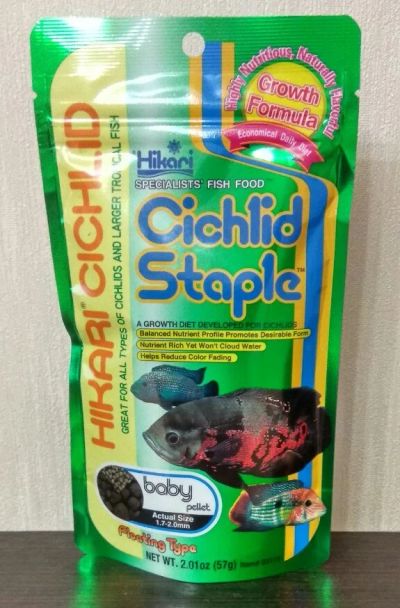 Highly Nutritious, Naturally Flavorful
Growth
Formula
Economical Daily Diet
Hikari
SPECIALISTS' FISH FOOD
Cichlid
Staple™
A GROWTH DIET DEVELOPED FOR CICHLIDS
Balanced Nutrient Profile Promotes Desirable Form
Nutrient Rich Yet Won't Cloud Water
Helps Reduce Color Fading
HIKARI® CICHLID
GREAT FOR ALL TYPES OF CICHLIDS AND LARGER TROPICAL FISH
baby
pellet
Actual Size
1.7-2.0mm
Floating Type
NET WT. 2.01oz (57g)